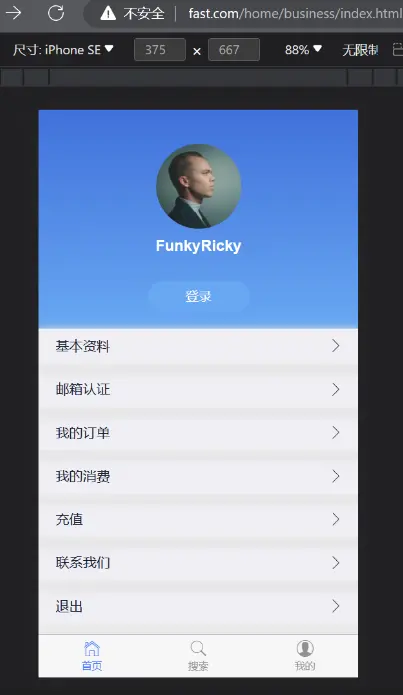 不安全 fast.com/home/business/index.html
尺寸: iPhone SE 375 × 667 88% 无限制
FunkyRicky
登录
基本资料
邮箱认证
我的订单
我的消费
充值
联系我们
退出
首页 搜索 我的